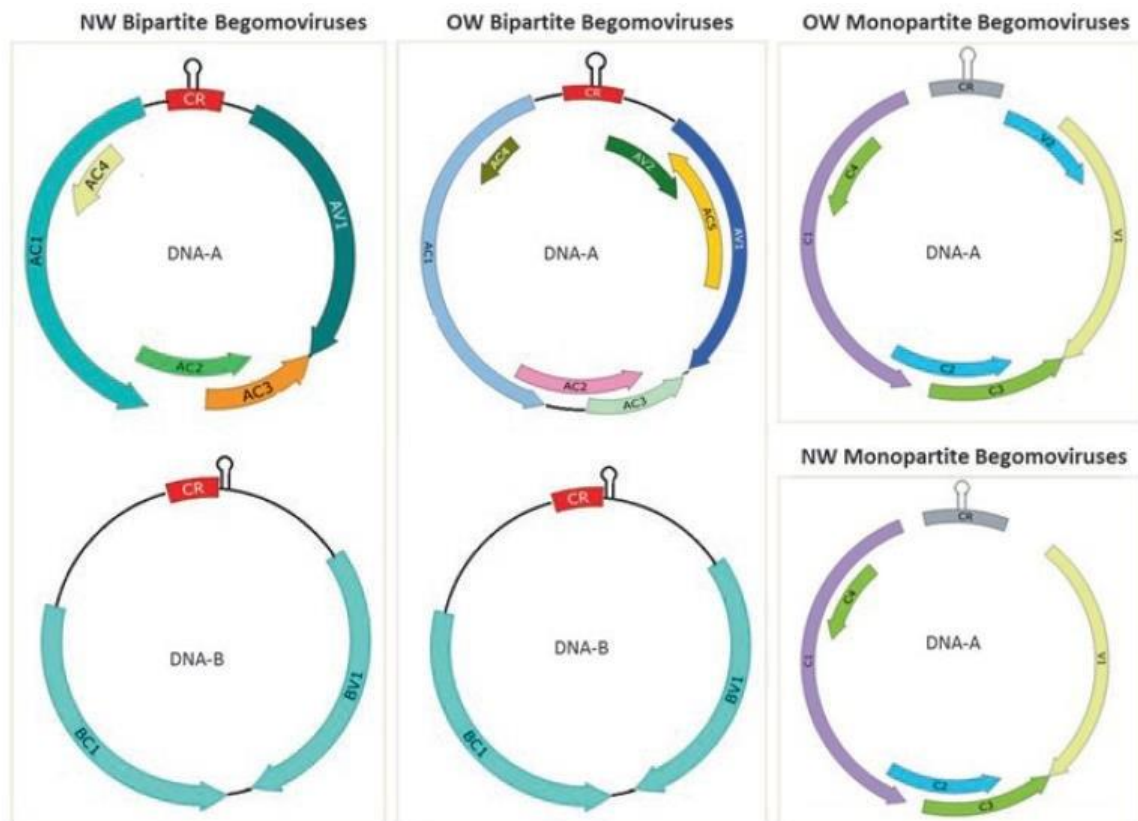 NW Bipartite Begomoviruses
CR
AC1
AC4
AV1
DNA-A
AC2
AC3
CR
DNA-B
BC1
BV1
OW Bipartite Begomoviruses
CR
AC1
AC4
AV2
AC5
AV1
DNA-A
AC2
AC3
CR
DNA-B
BC1
BV1
OW Monopartite Begomoviruses
CR
C1
C4
V2
V1
DNA-A
C2
C3
NW Monopartite Begomoviruses
CR
C1
C4
V1
DNA-A
C2
C3